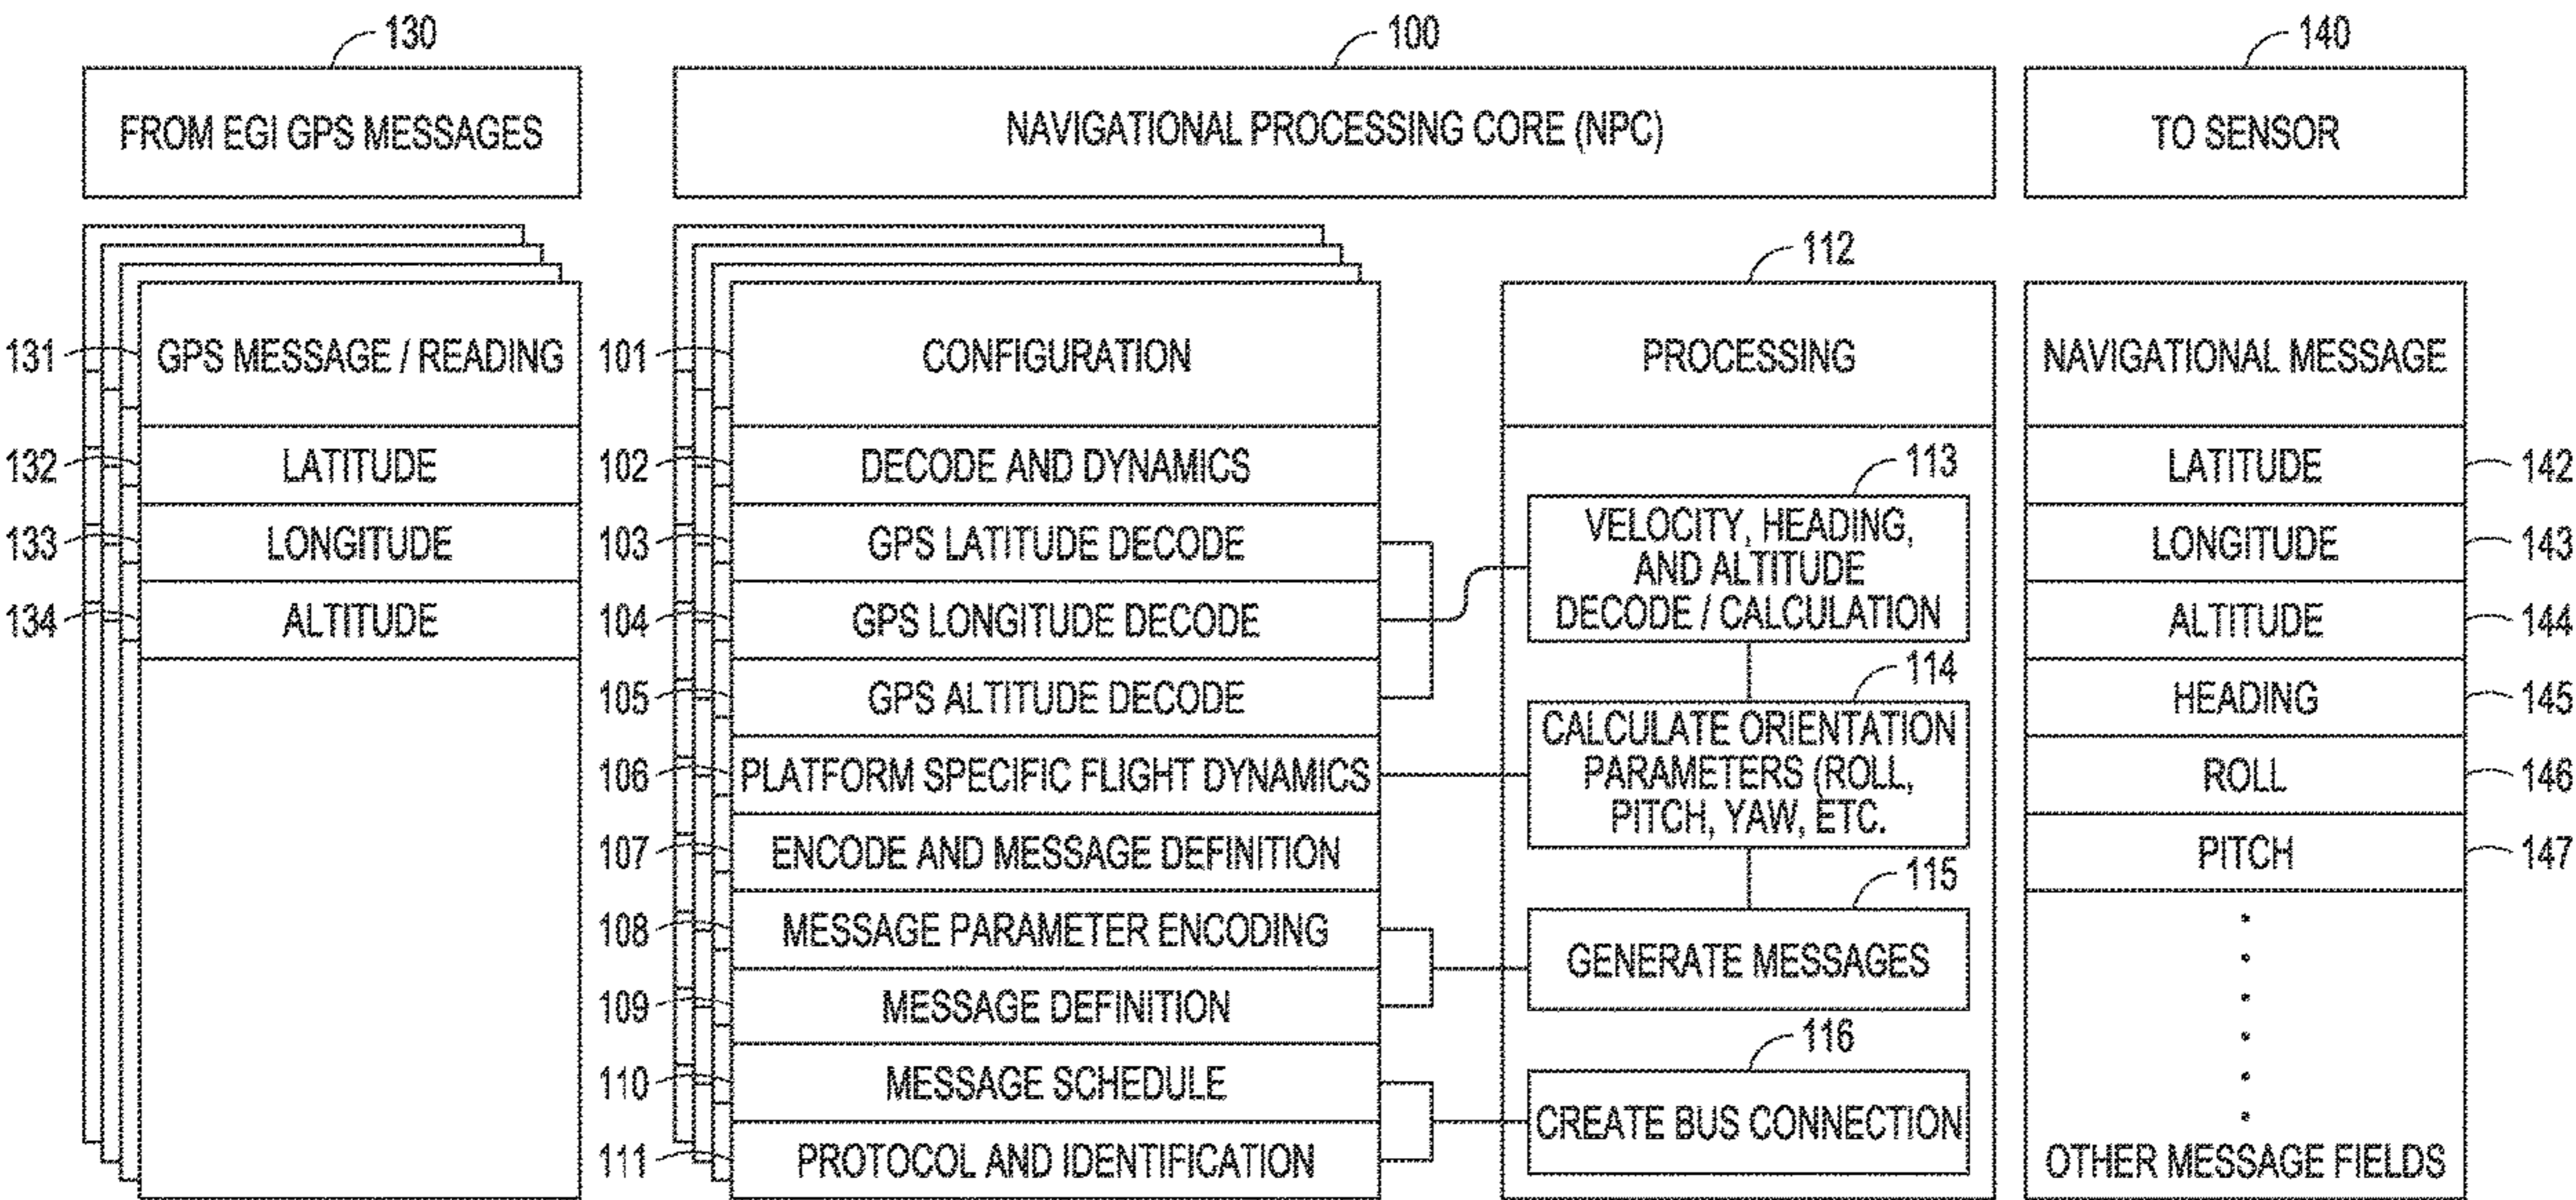 130
100
140
FROM EGI GPS MESSAGES
NAVIGATIONAL PROCESSING CORE (NPC)
TO SENSOR
131
GPS MESSAGE / READING
132
LATITUDE
133
LONGITUDE
134
ALTITUDE
101
CONFIGURATION
102
DECODE AND DYNAMICS
103
GPS LATITUDE DECODE
104
GPS LONGITUDE DECODE
105
GPS ALTITUDE DECODE
106
PLATFORM SPECIFIC FLIGHT DYNAMICS
107
ENCODE AND MESSAGE DEFINITION
108
MESSAGE PARAMETER ENCODING
109
MESSAGE DEFINITION
110
MESSAGE SCHEDULE
111
PROTOCOL AND IDENTIFICATION
112
PROCESSING
113
VELOCITY, HEADING,
AND ALTITUDE
DECODE / CALCULATION
114
CALCULATE ORIENTATION
PARAMETERS (ROLL,
PITCH, YAW, ETC.
115
GENERATE MESSAGES
116
CREATE BUS CONNECTION
NAVIGATIONAL MESSAGE
LATITUDE
142
LONGITUDE
143
ALTITUDE
144
HEADING
145
ROLL
146
PITCH
147
OTHER MESSAGE FIELDS